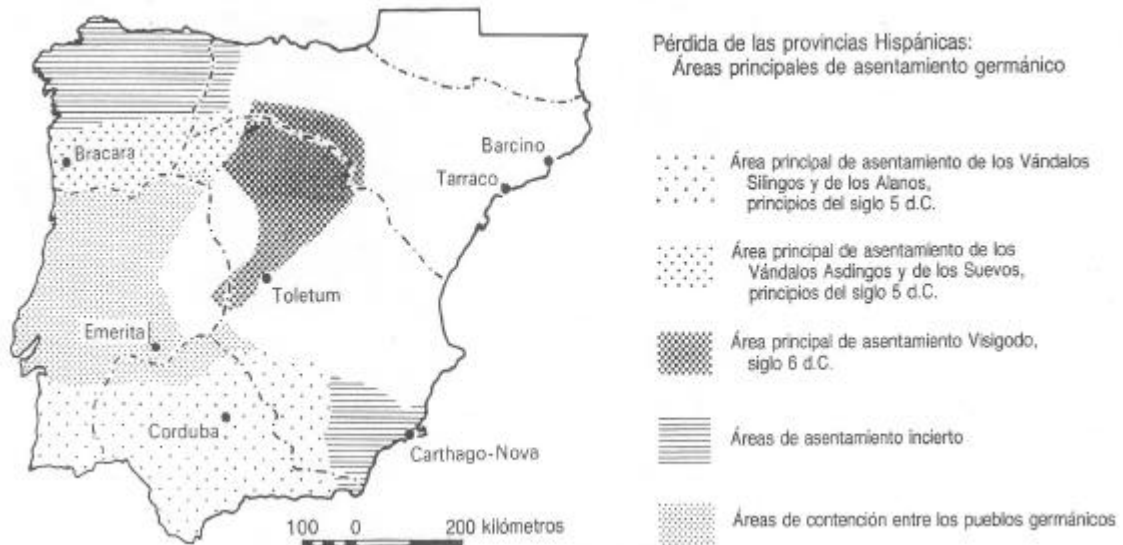 Pérdida de las provincias Hispánicas:
Áreas principales de asentamiento germánico
Bracara
Barcino
Tarraco
Toletum
Emerita
Corduba
Carthago-Nova
100 0 200 kilómetros
Área principal de asentamiento de los Vándalos
Silingos y de los Alanos,
principios del siglo 5 d.C.
Área principal de asentamiento de los
Vándalos Asdingos y de los Suevos,
principios del siglo 5 d.C.
Área principal de asentamiento Visigodo,
siglo 6 d.C.
Áreas de asentamiento incierto
Áreas de contención entre los pueblos germánicos